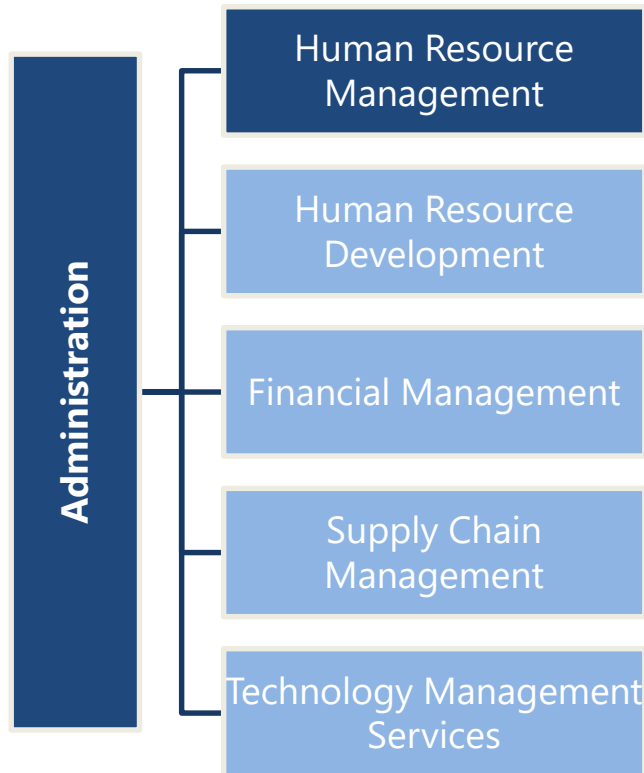 Administration
Human Resource
Management
Human Resource
Development
Financial Management
Supply Chain
Management
Technology Management
Services